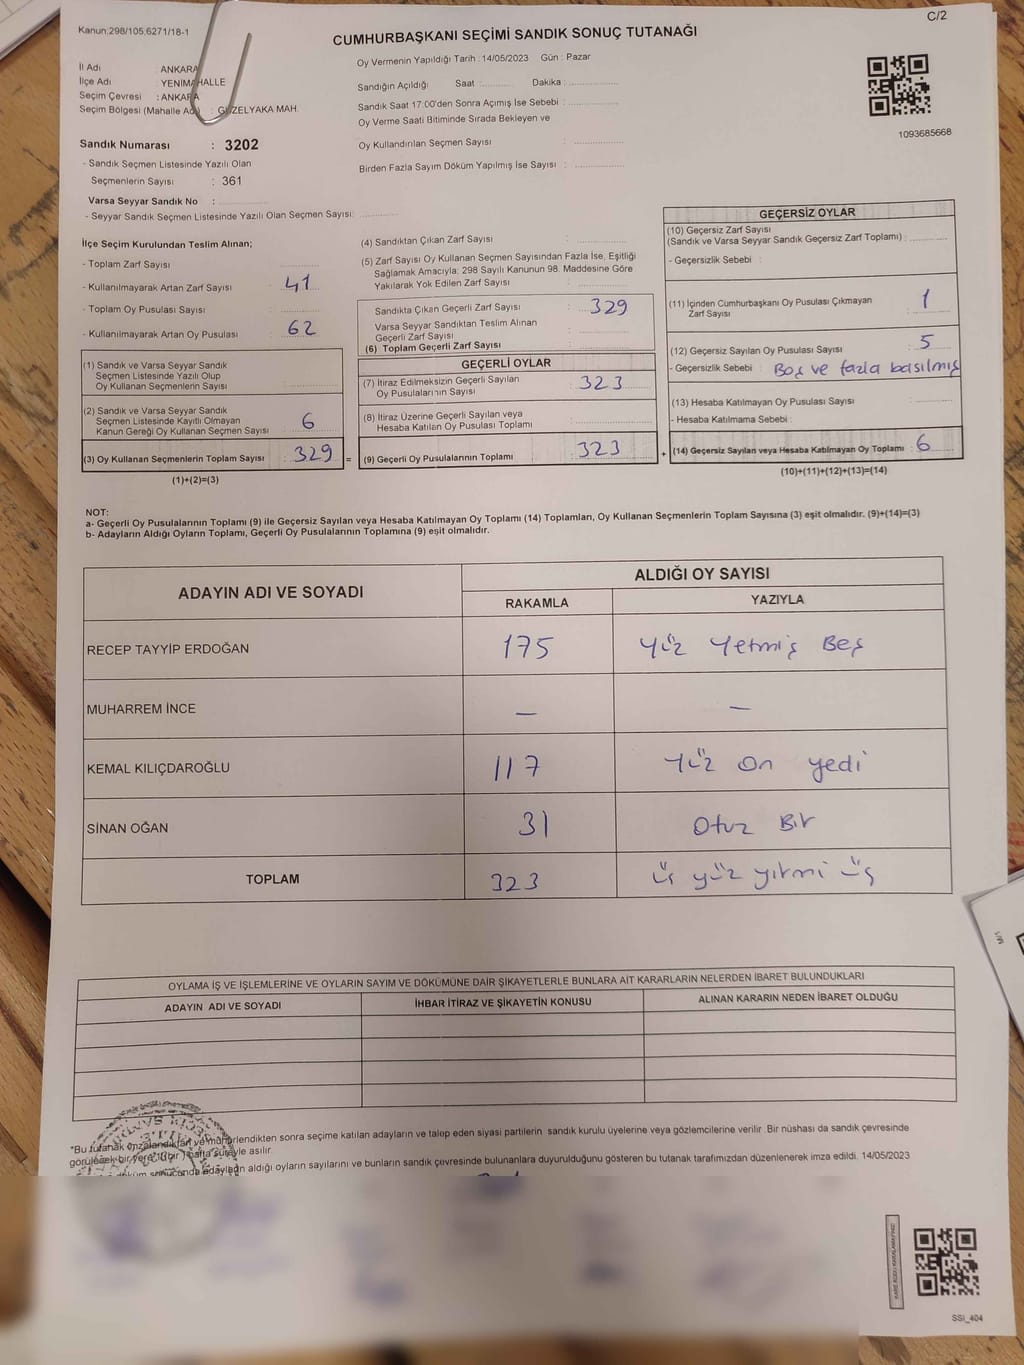 Kanun:298/105,6271/18-1
C/2
CUMHURBAŞKANI SEÇİMİ SANDIK SONUÇ TUTANAĞI
İl Adı : ANKARA
İlçe Adı : YENİMAHALLE
Seçim Çevresi : ANKARA
Seçim Bölgesi (Mahalle Adı) : GÜZELYAKA MAH.
Sandık Numarası : 3202
- Sandık Seçmen Listesinde Yazılı Olan
Seçmenlerin Sayısı : 361
Varsa Seyyar Sandık No :
- Seyyar Sandık Seçmen Listesinde Yazılı Olan Seçmen Sayısı:
Oy Vermenin Yapıldığı Tarih :14/05/2023 Gün : Pazar
Sandığın Açıldığı Saat Dakika
Sandık Saat 17.00'den Sonra Açımış İse Sebebi :
Oy Verme Saati Bitiminde Sırada Bekleyen ve
Oy Kullandırılan Seçmen Sayısı :
Birden Fazla Sayım Döküm Yapılmış İse Sayısı :
1093685668
İlçe Seçim Kurulundan Teslim Alınan;
- Toplam Zarf Sayısı :
- Kullanılmayarak Artan Zarf Sayısı : 41
- Toplam Oy Pusulası Sayısı :
- Kullanılmayarak Artan Oy Pusulası : 62
(1) Sandık ve Varsa Seyyar Sandık
Seçmen Listesinde Yazılı Olup
Oy Kullanan Seçmenlerin Sayısı :
(2) Sandık ve Varsa Seyyar Sandık
Seçmen Listesinde Kayıtlı Olmayan
Kanun Gereği Oy Kullanan Seçmen Sayısı : 6
(3) Oy Kullanan Seçmenlerin Toplam Sayısı : 329 =
(1)+(2)=(3)
(4) Sandıktan Çıkan Zarf Sayısı :
(5) Zarf Sayısı Oy Kullanan Seçmen Sayısından Fazla İse, Eşitliği
Sağlamak Amacıyla; 298 Sayılı Kanunun 98. Maddesine Göre
Yakılarak Yok Edilen Zarf Sayısı :
Sandıkta Çıkan Geçerli Zarf Sayısı : 329
Varsa Seyyar Sandıktan Teslim Alınan
Geçerli Zarf Sayısı :
(6) Toplam Geçerli Zarf Sayısı
GEÇERLİ OYLAR
(7) İtiraz Edilmeksizin Geçerli Sayılan
Oy Pusulalarının Sayısı : 323
(8) İtiraz Üzerine Geçerli Sayılan veya
Hesaba Katılan Oy Pusulası Toplamı :
(9) Geçerli Oy Pusulalarının Toplamı : 323 +
GEÇERSİZ OYLAR
(10) Geçersiz Zarf Sayısı
(Sandık ve Varsa Seyyar Sandık Geçersiz Zarf Toplamı) :
- Geçersizlik Sebebi :
(11) İçinden Cumhurbaşkanı Oy Pusulası Çıkmayan
Zarf Sayısı : 1
(12) Geçersiz Sayılan Oy Pusulası Sayısı : 5
- Geçersizlik Sebebi : Boş ve fazla basılmış
(13) Hesaba Katılmayan Oy Pusulası Sayısı :
- Hesaba Katılmama Sebebi :
(14) Geçersiz Sayılan veya Hesaba Katılmayan Oy Toplamı : 6
(10)+(11)+(12)+(13)=(14)
NOT:
a- Geçerli Oy Pusulalarının Toplamı (9) ile Geçersiz Sayılan veya Hesaba Katılmayan Oy Toplamı (14) Toplamları, Oy Kullanan Seçmenlerin Toplam Sayısına (3) eşit olmalıdır. (9)+(14)=(3)
b- Adayların Aldığı Oyların Toplamı, Geçerli Oy Pusulalarının Toplamına (9) eşit olmalıdır.
ADAYIN ADI VE SOYADI
ALDIĞI OY SAYISI
RAKAMLA YAZIYLA
RECEP TAYYİP ERDOĞAN 175 Yüz Yetmiş Beş
MUHARREM İNCE — —
KEMAL KILIÇDAROĞLU 117 Yüz On yedi
SİNAN OĞAN 31 Otuz Bir
TOPLAM 323 üç yüz yirmi üç
OYLAMA İŞ VE İŞLEMLERİNE VE OYLARIN SAYIM VE DÖKÜMÜNE DAİR ŞİKAYETLERLE BUNLARA AİT KARARLARIN NELERDEN İBARET BULUNDUKLARI
ADAYIN ADI VE SOYADI İHBAR İTİRAZ VE ŞİKAYETİN KONUSU ALINAN KARARIN NEDEN İBARET OLDUĞU
*Bu tutanak imzalandıktan ve mühürlendikten sonra seçime katılan adayların ve talep eden siyasi partilerin sandık kurulu üyelerine veya gözlemcilerine verilir. Bir nüshası da sandık çevresinde
görülecek bir yere 1 (bir) hafta süreyle asılır.
sonucunda adayların aldığı oyların sayılarını ve bunların sandık çevresinde bulunanlara duyurulduğunu gösteren bu tutanak tarafımızdan düzenlenerek imza edildi. 14/05/2023
SSI_404
M/1